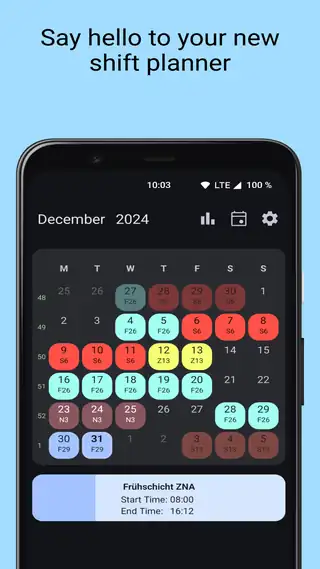 Say hello to your new
shift planner
10:03 LTE 100 %
December 2024
M T W T F S S
48 25 26 27 28 29 30 1
F26
49 2 3 4 5 6 7 8
F26 F26 S6 S6 S6
50 9 10 11 12 13 14 15
S6 S6 S6 Z13 Z13
51 16 17 18 19 20 21 22
F26 F26 F26 F26 F26
52 23 24 25 26 27 28 29
N3 N3 N3 F26 F26
1 30 31 1 2 3 4 5
F29 F29
Frühschicht ZNA
Start Time: 08:00
End Time: 16:12